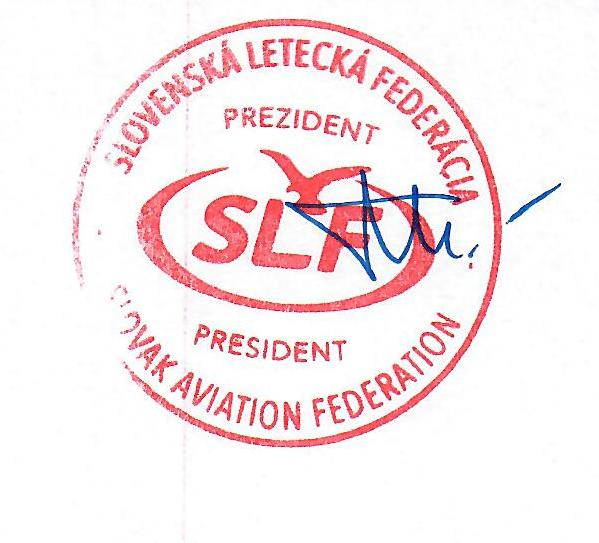 SLOVENSKÁ LETECKÁ FEDERÁCIA
PREZIDENT
SLF
PRESIDENT
SLOVAK AVIATION FEDERATION